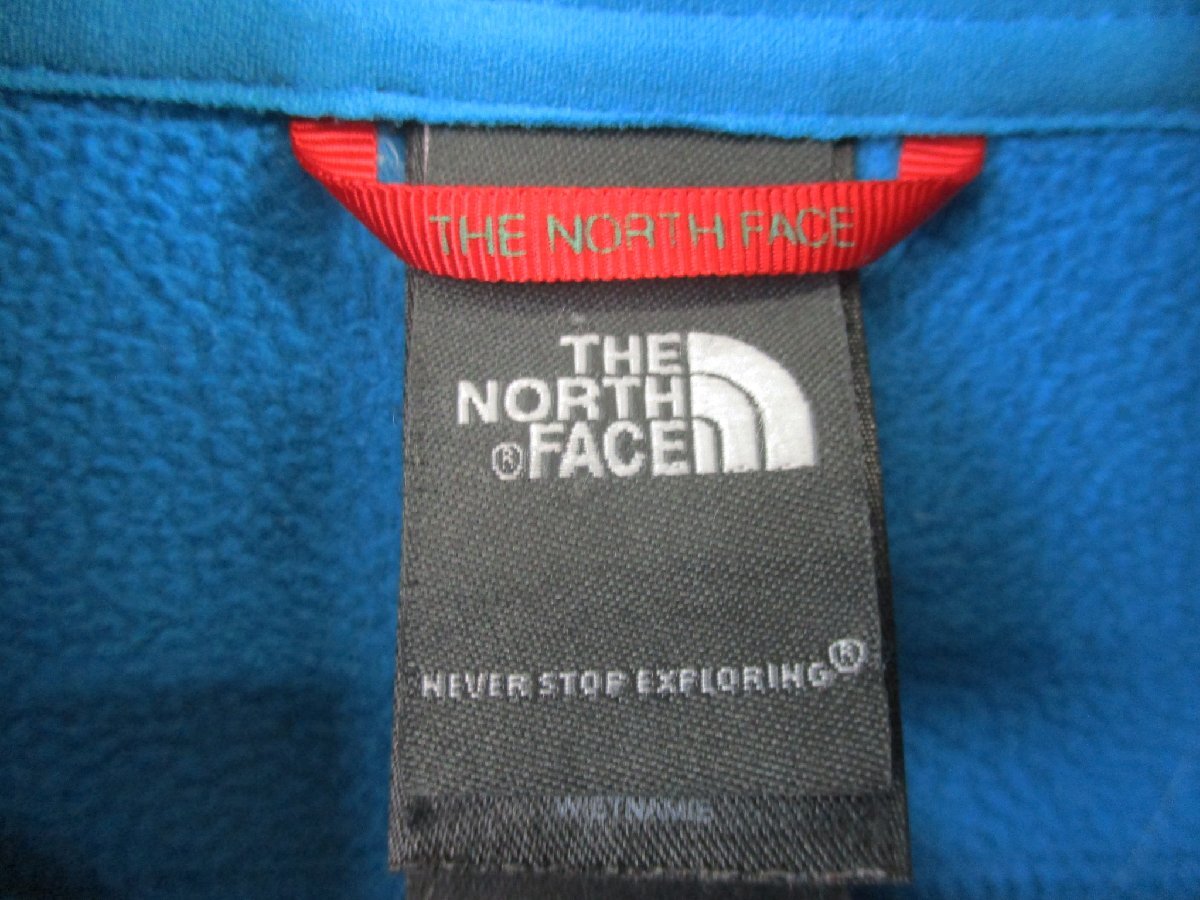 THE NORTH FACE
THE
NORTH
® FACE
NEVER STOP EXPLORING®